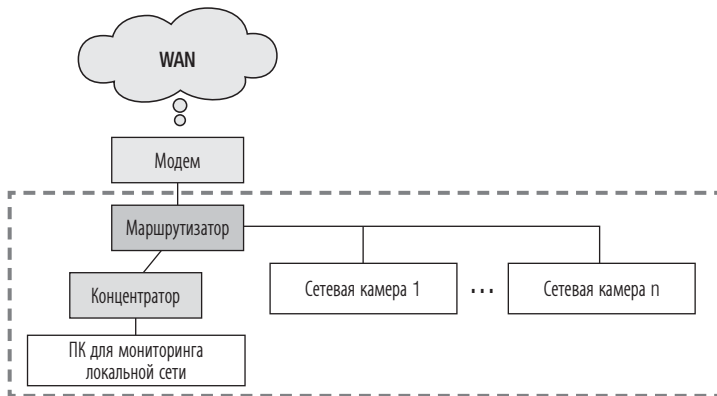 WAN
Модем
Маршрутизатор
Концентратор
Сетевая камера 1
...
Сетевая камера n
ПК для мониторинга
локальной сети